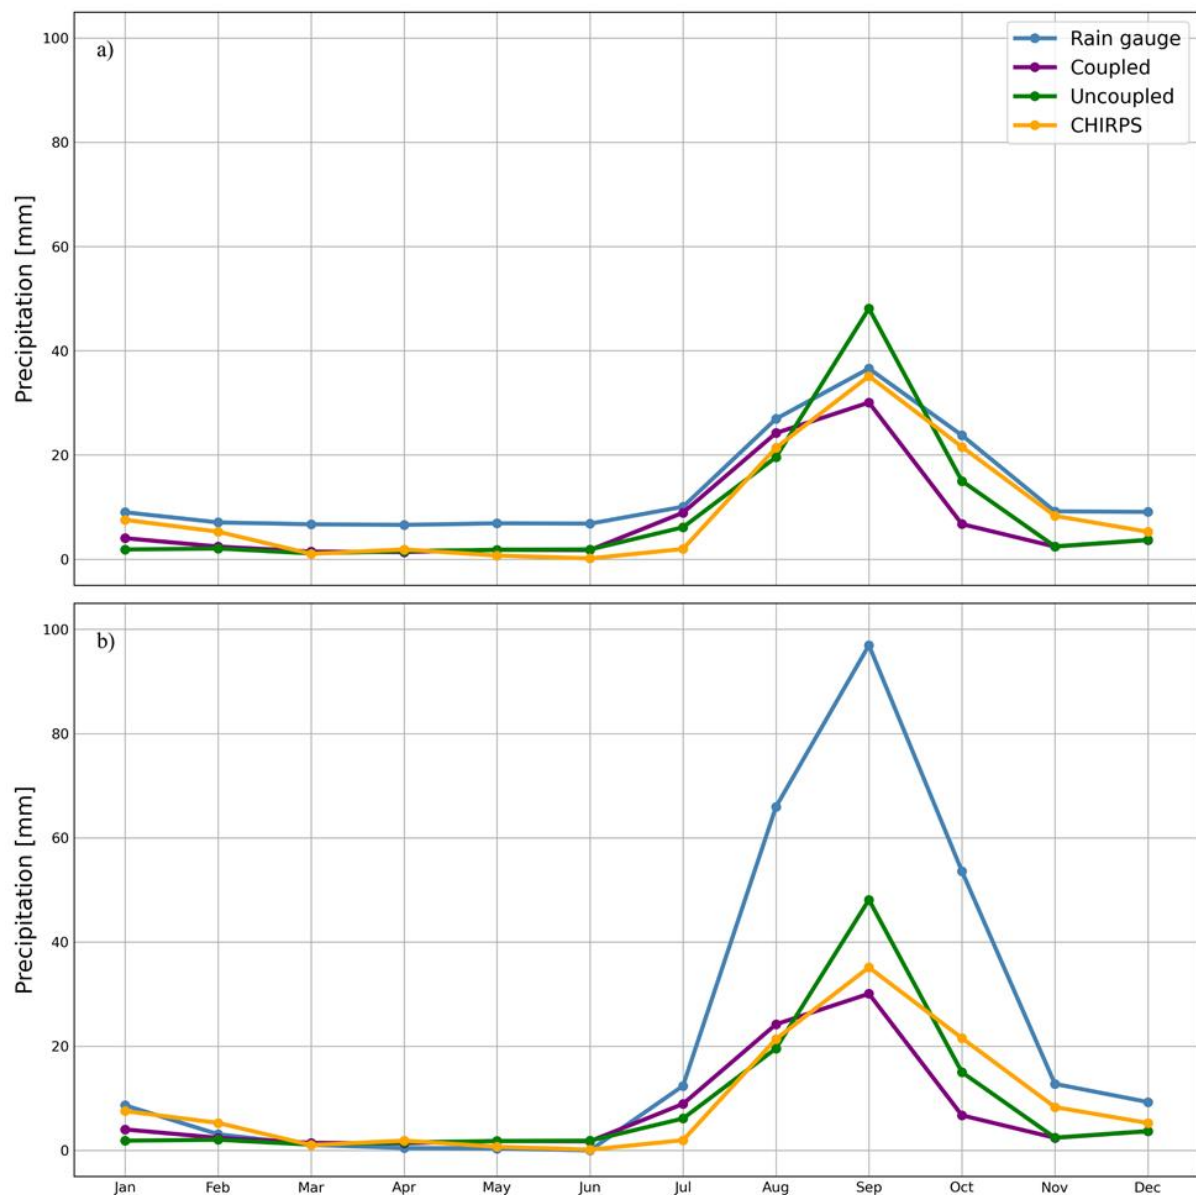 a)
Rain gauge
Coupled
Uncoupled
CHIRPS
100
80
60
40
20
0
Precipitation [mm]
b)
100
80
60
40
20
0
Precipitation [mm]
Jan Feb Mar Apr May Jun Jul Aug Sep Oct Nov Dec